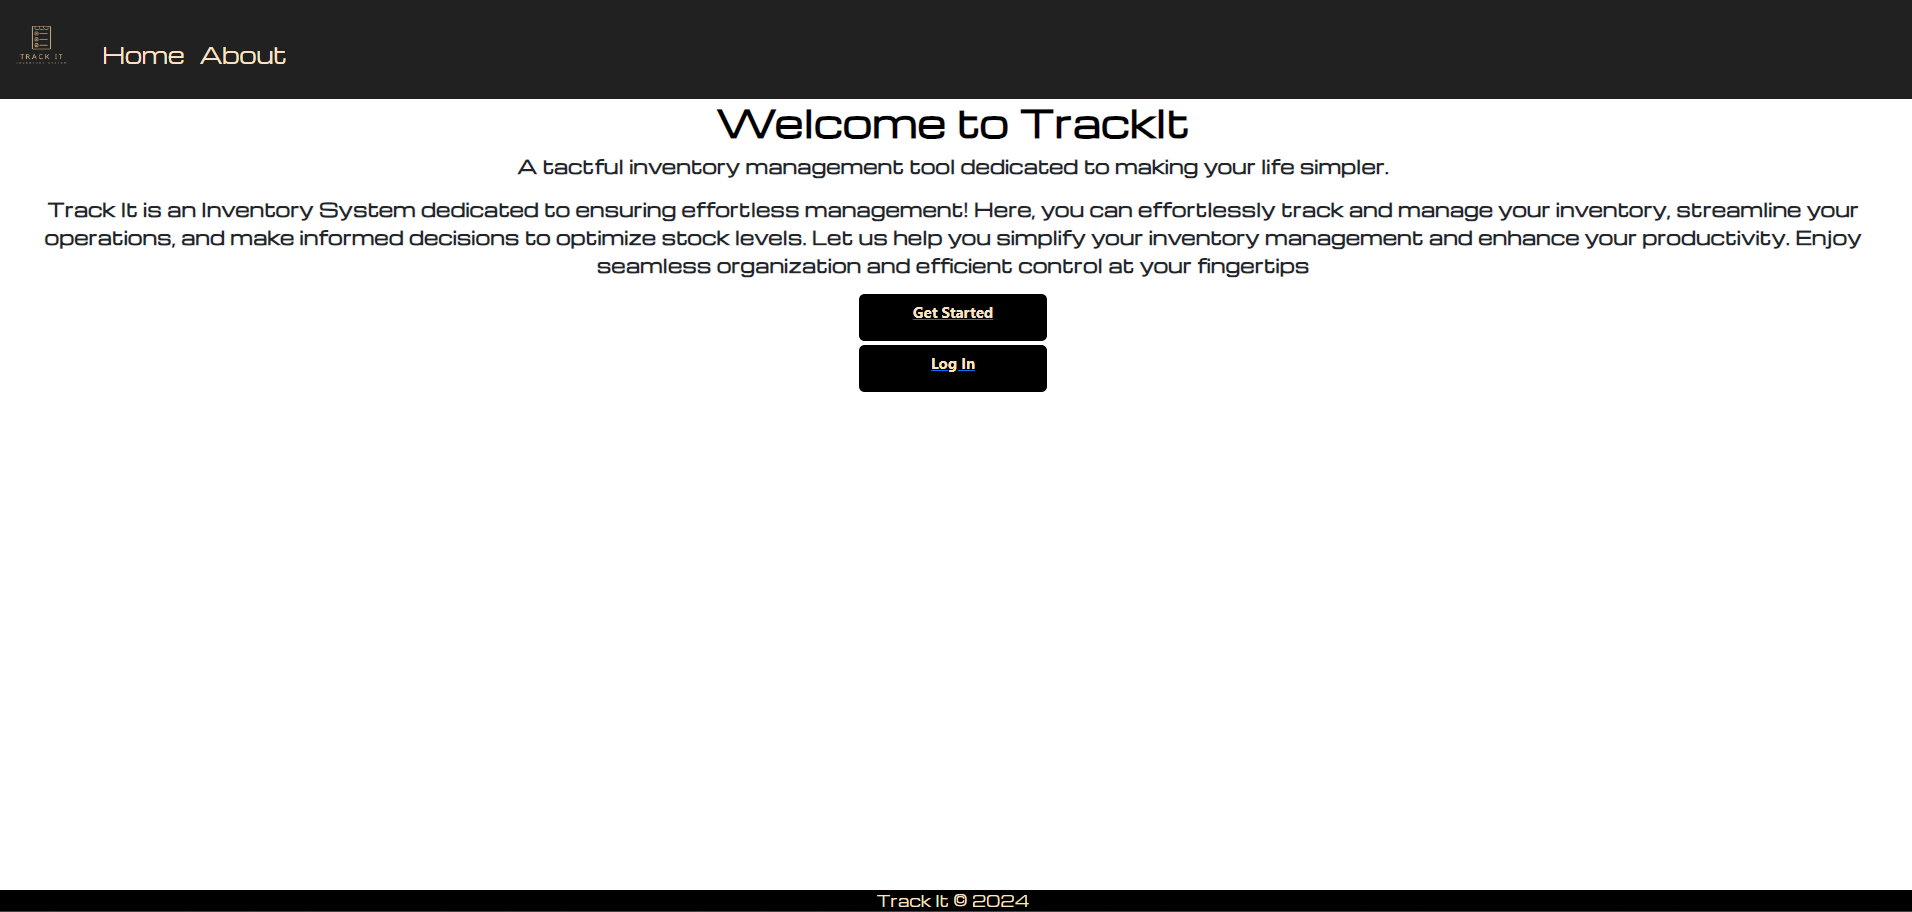 TRACK IT
Home About
Welcome to TrackIt
A tactful inventory management tool dedicated to making your life simpler.
Track It is an Inventory System dedicated to ensuring effortless management! Here, you can effortlessly track and manage your inventory, streamline your
operations, and make informed decisions to optimize stock levels. Let us help you simplify your inventory management and enhance your productivity. Enjoy
seamless organization and efficient control at your fingertips
Get Started
Log In
Track It © 2024